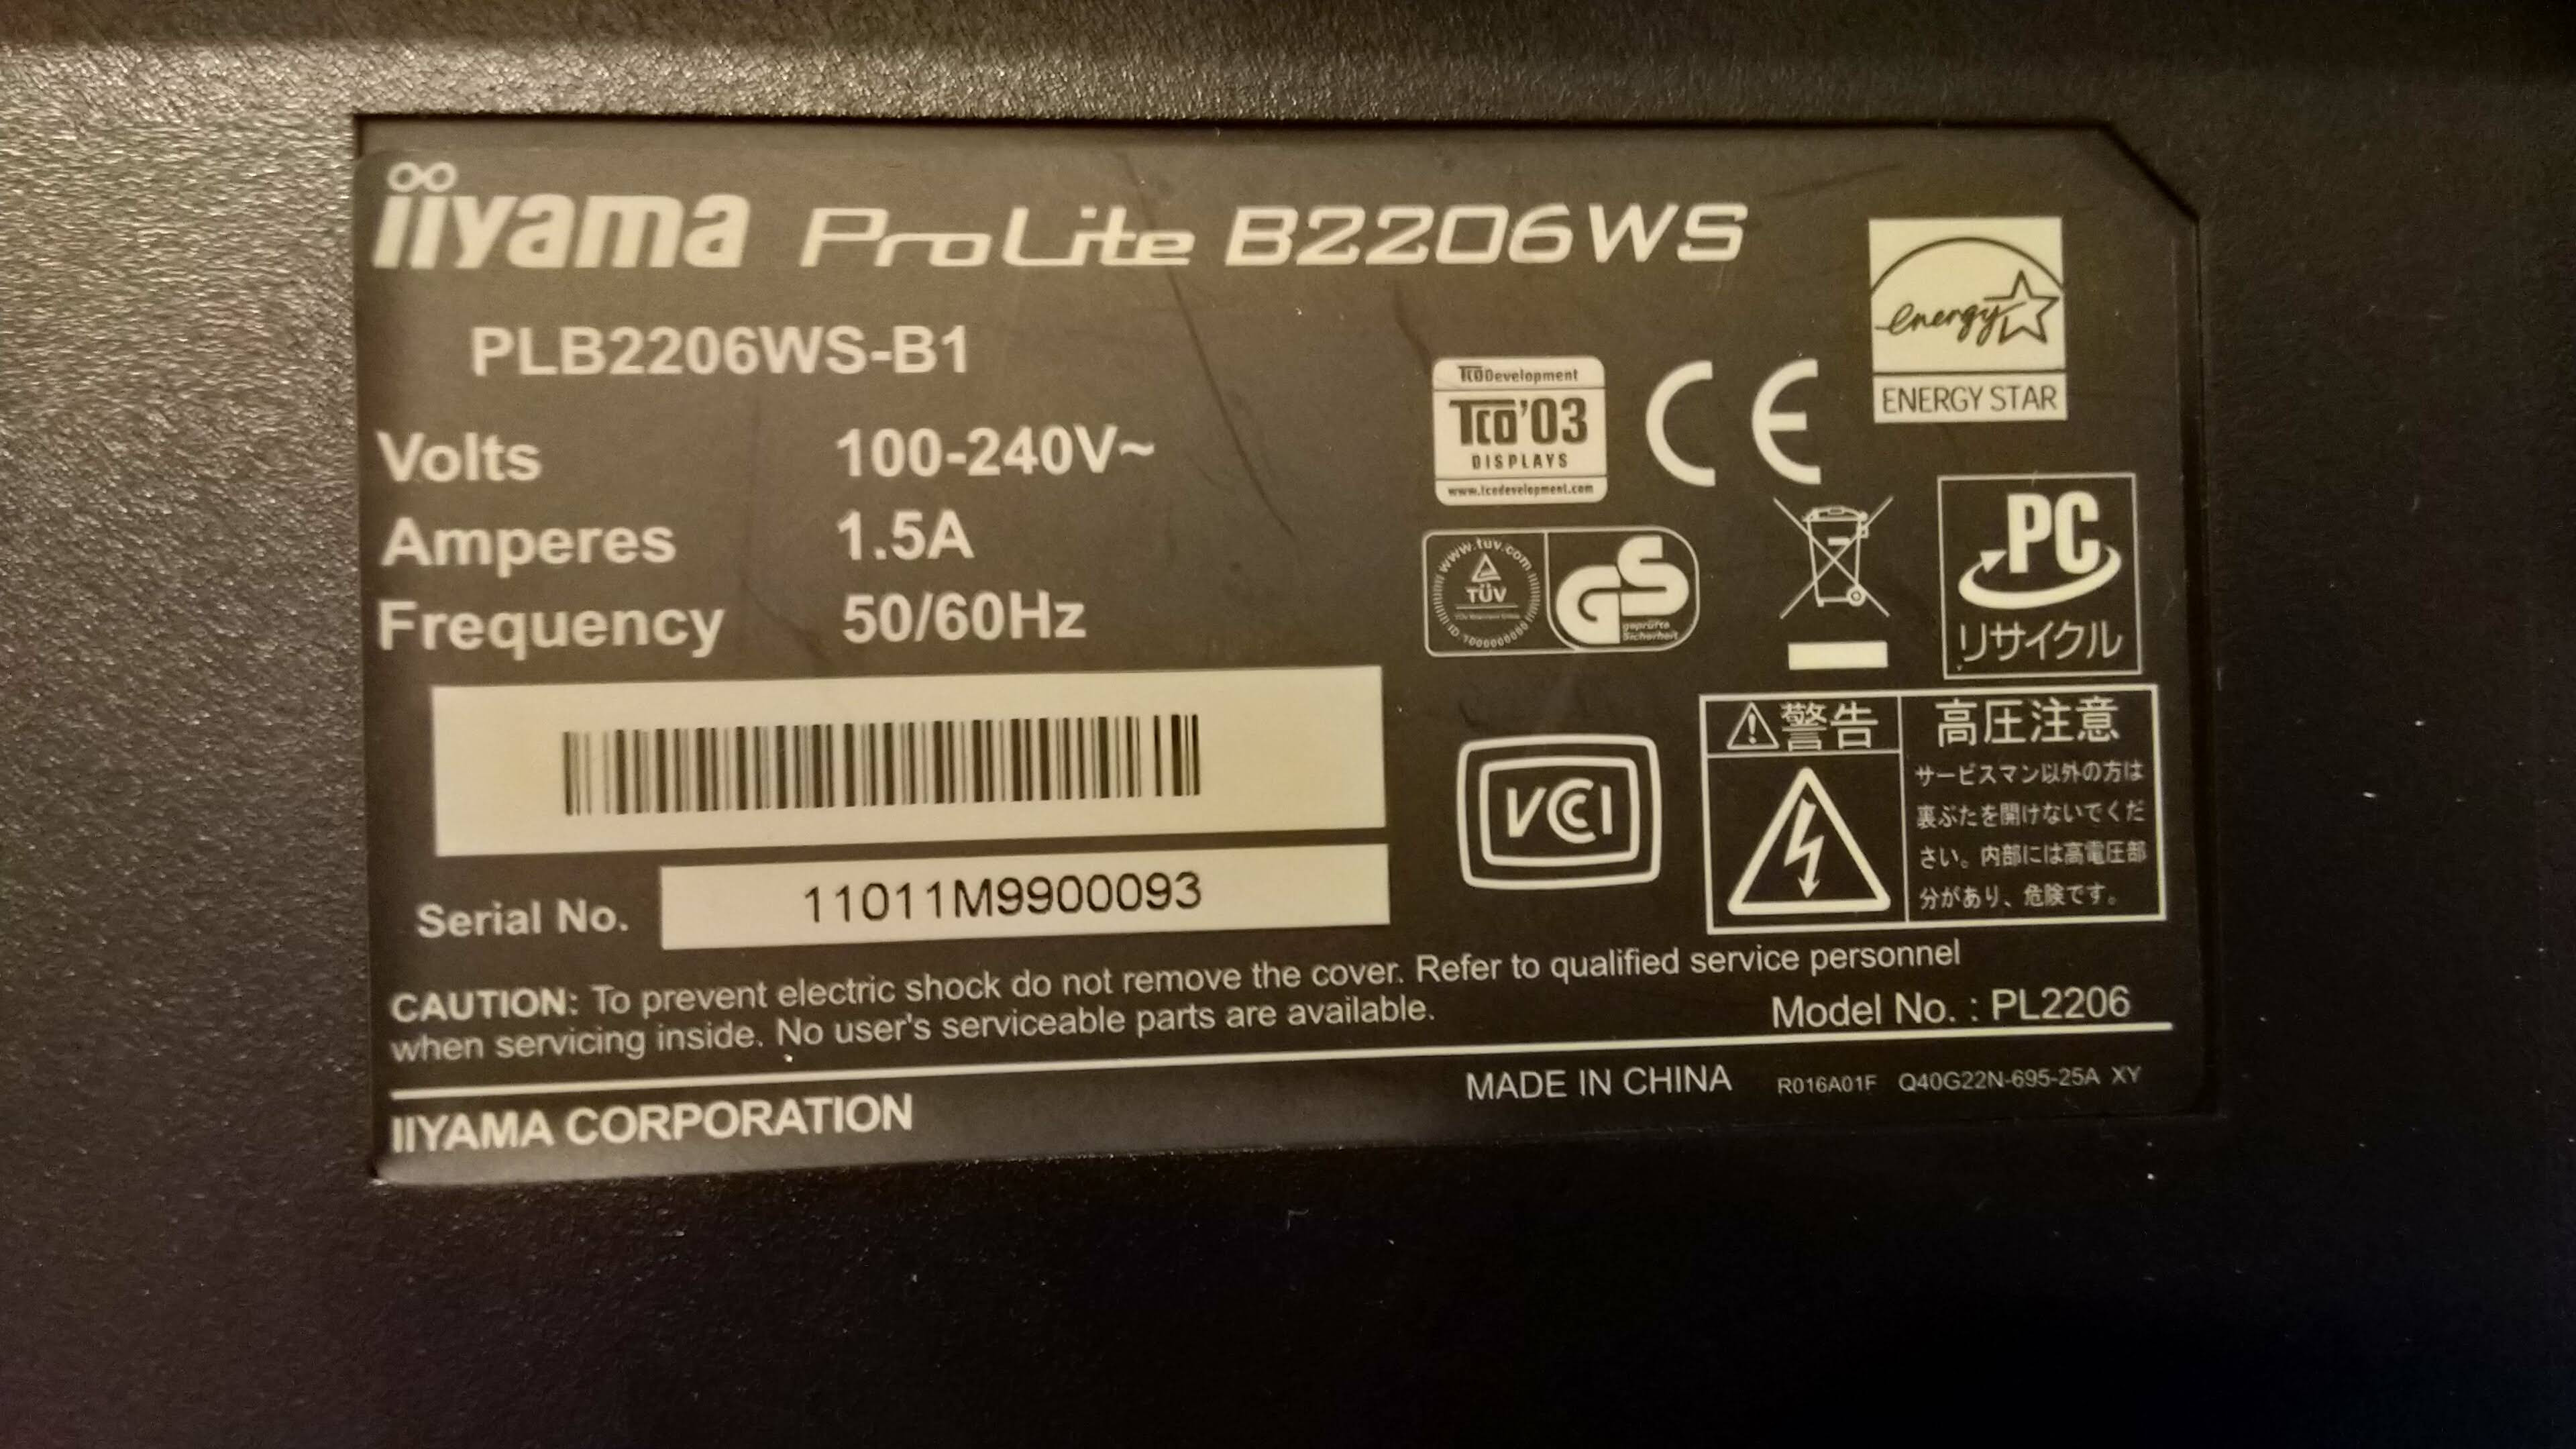 iiyama ProLite B2206WS
PLB2206WS-B1
Volts 100-240V~
Amperes 1.5A
Frequency 50/60Hz
energy
ENERGY STAR
TCO Development
TCO'03
DISPLAYS
www.tcodevelopment.com
CE
www.tuv.com
TÜV
ID:1000000000
GS
geprüfte
Sicherheit
PC
リサイクル
VCCI
警告
高圧注意
サービスマン以外の方は
裏ぶたを開けないでくだ
さい。内部には高電圧部
分があり、危険です。
Serial No. 11011M9900093
CAUTION: To prevent electric shock do not remove the cover. Refer to qualified service personnel
when servicing inside. No user's serviceable parts are available.
Model No. : PL2206
IIYAMA CORPORATION
MADE IN CHINA R016A01F Q40G22N-695-25A XY